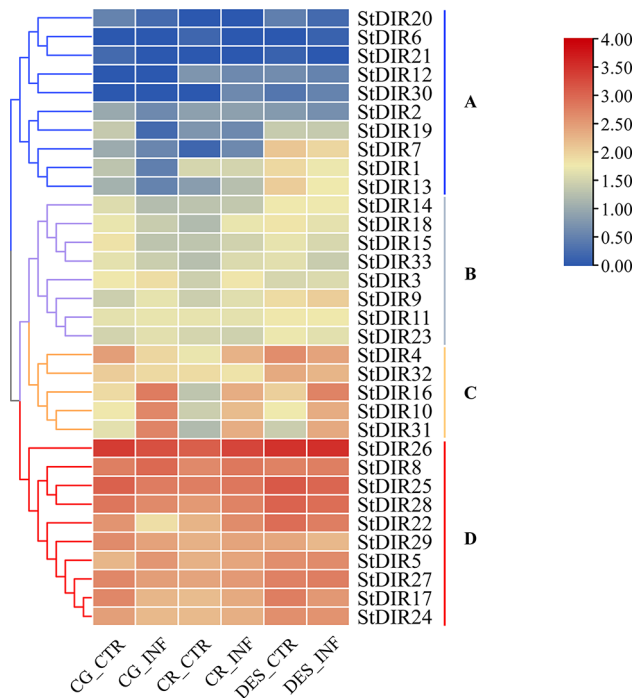 StDIR20
StDIR6
StDIR21
StDIR12
StDIR30
StDIR2
StDIR19
StDIR7
StDIR1
StDIR13
StDIR14
StDIR18
StDIR15
StDIR33
StDIR3
StDIR9
StDIR11
StDIR23
StDIR4
StDIR32
StDIR16
StDIR10
StDIR31
StDIR26
StDIR8
StDIR25
StDIR28
StDIR22
StDIR29
StDIR5
StDIR27
StDIR17
StDIR24
A
B
C
D
4.00
3.50
3.00
2.50
2.00
1.50
1.00
0.50
0.00
CG_CTR
CG_INF
CR_CTR
CR_INF
DES_CTR
DES_INF